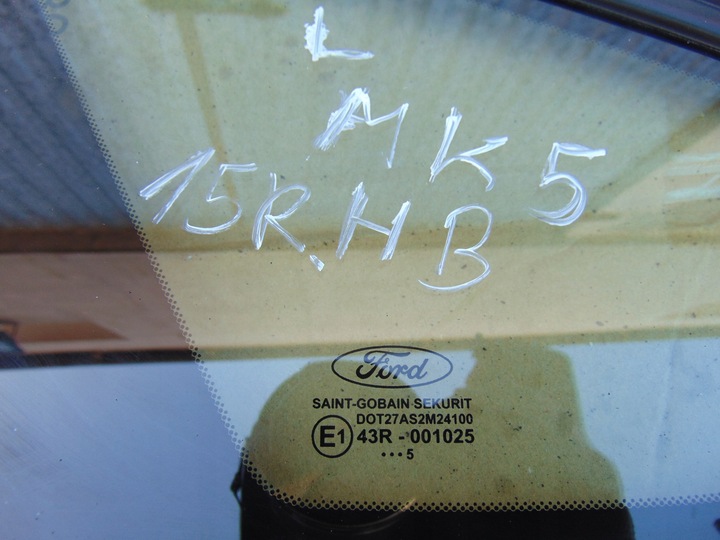 L
MK5
15R. HB
Ford
SAINT-GOBAIN SEKURIT
DOT27AS2M24100
E1 43R - 001025
•••5